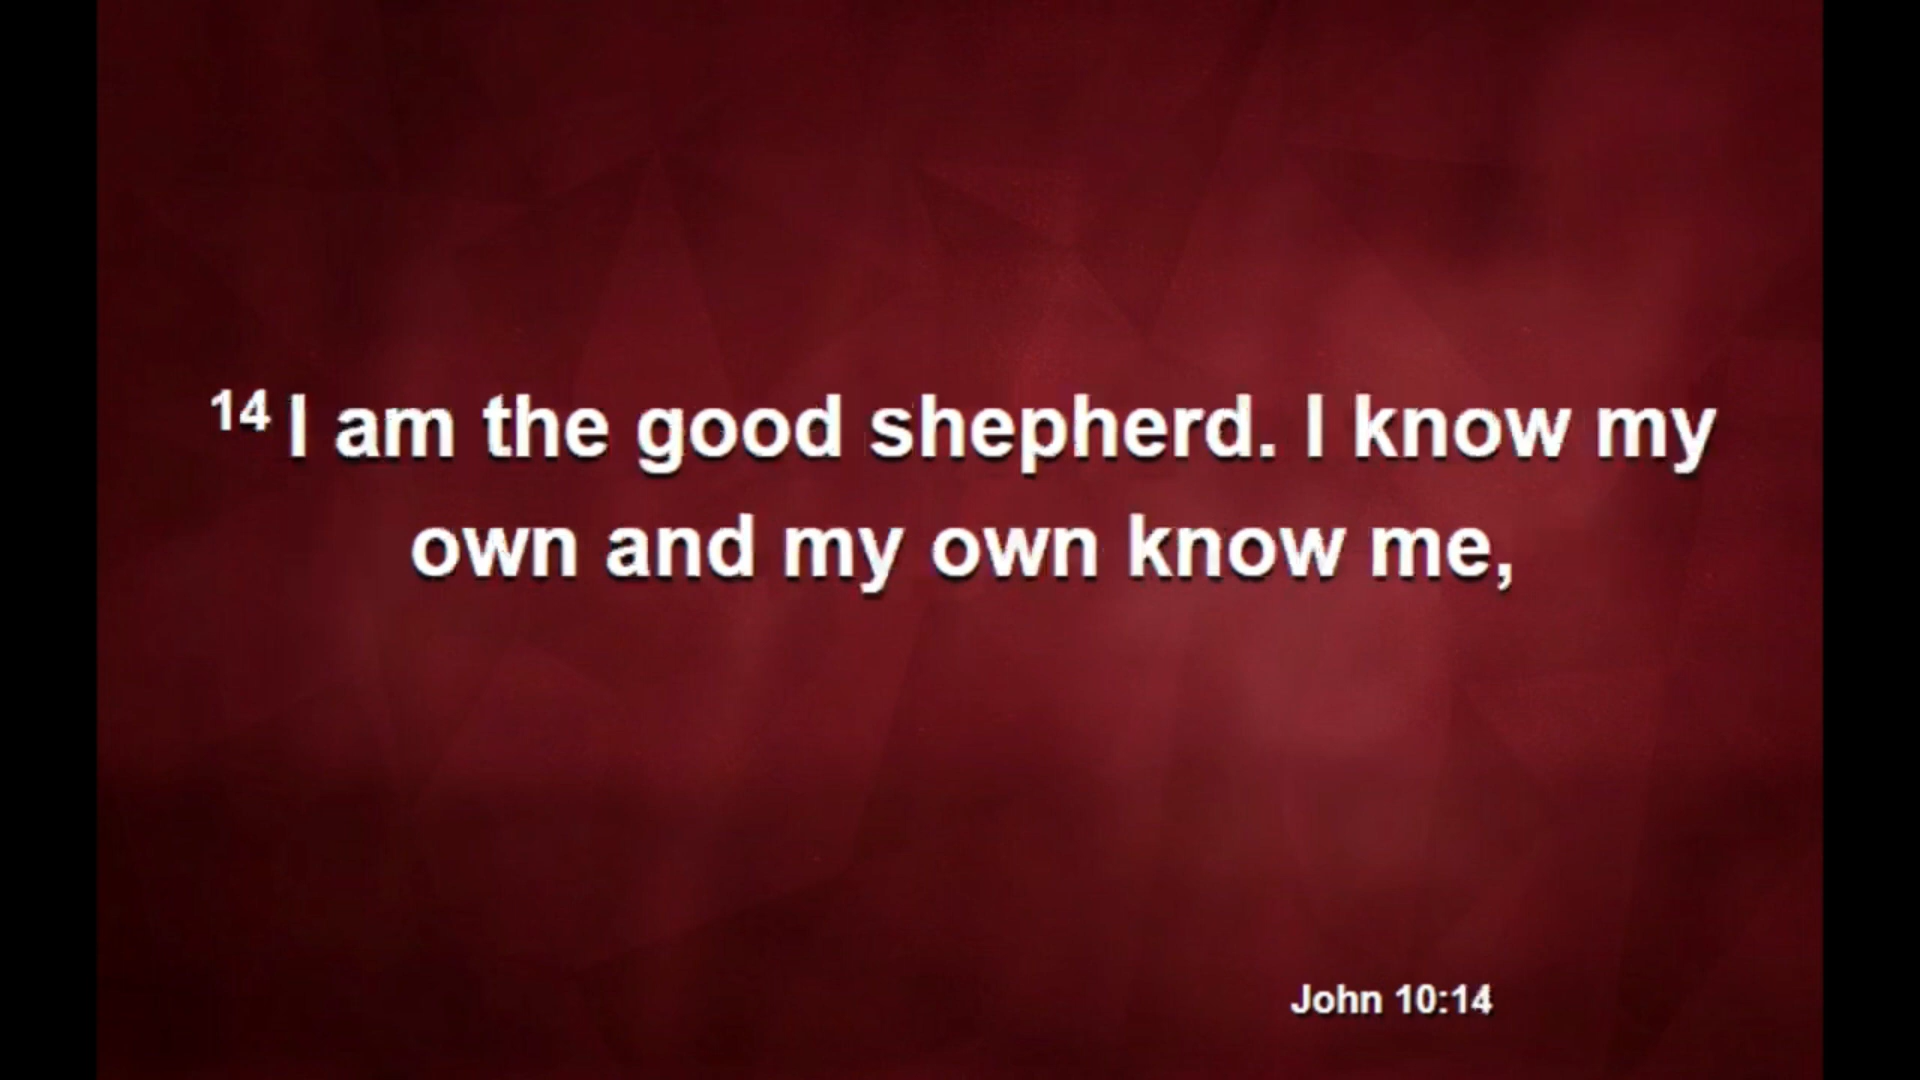 14 I am the good shepherd. I know my
own and my own know me,
John 10:14